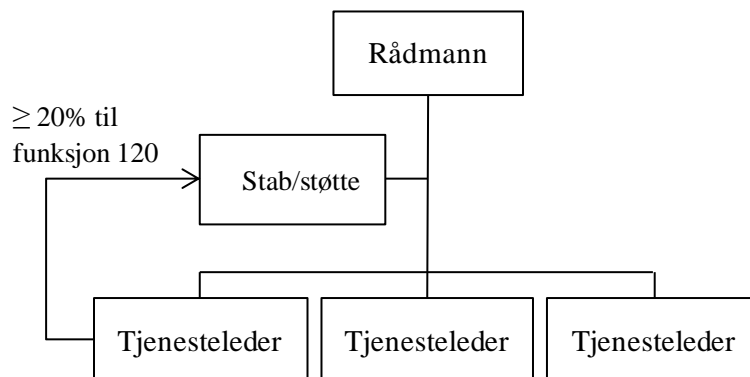 Rådmann
≥ 20% til
funksjon 120
Stab/støtte
Tjenesteleder
Tjenesteleder
Tjenesteleder